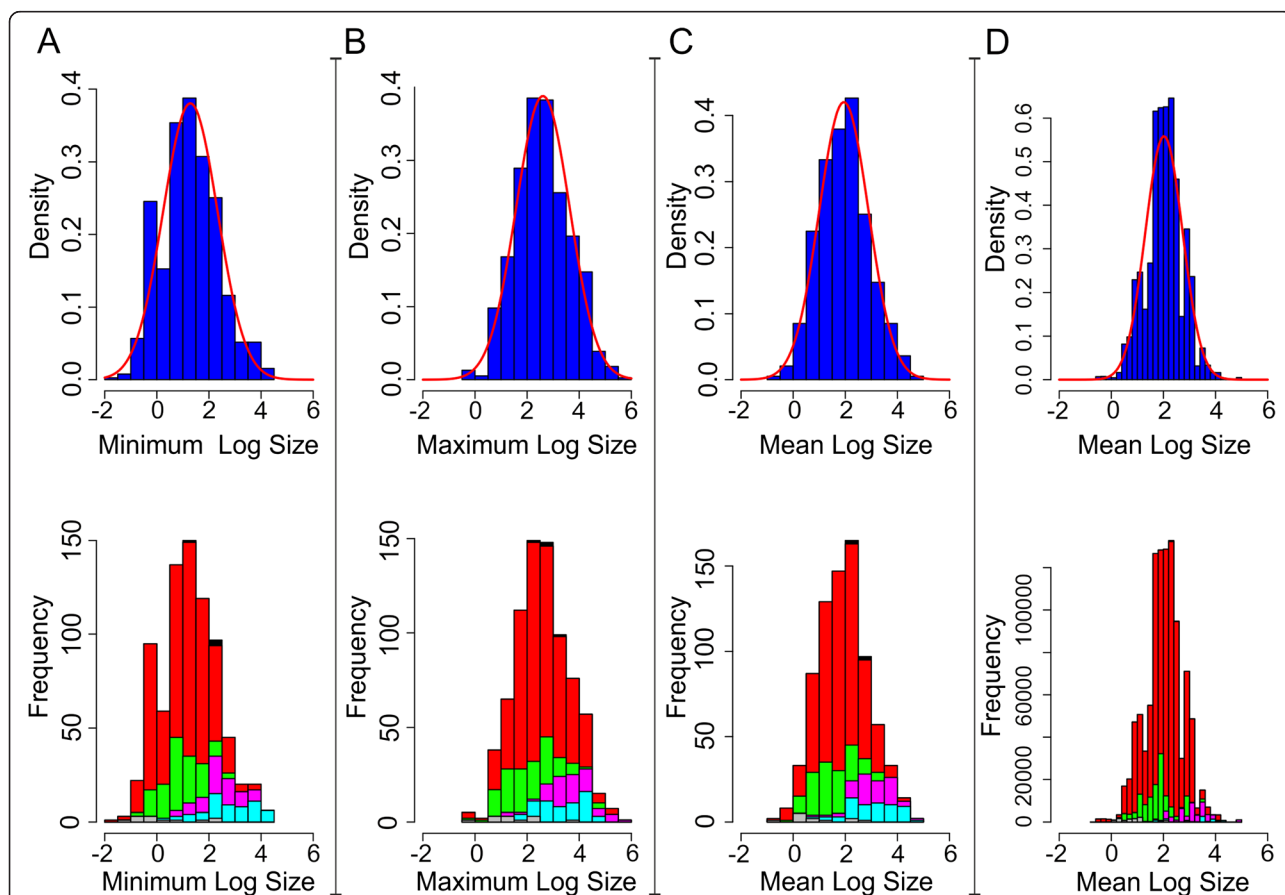 A
B
C
D
Density
0.0 0.1 0.2 0.3 0.4
-2 0 2 4 6
Minimum Log Size
Density
0.0 0.1 0.2 0.3 0.4
-2 0 2 4 6
Maximum Log Size
Density
0.0 0.1 0.2 0.3 0.4
-2 0 2 4 6
Mean Log Size
Density
0.0 0.1 0.2 0.3 0.4 0.5 0.6
-2 0 2 4 6
Mean Log Size
Frequency
0 50 100 150
-2 0 2 4 6
Minimum Log Size
Frequency
0 50 100 150
-2 0 2 4 6
Maximum Log Size
Frequency
0 50 100 150
-2 0 2 4 6
Mean Log Size
Frequency
0 20000 60000 100000
-2 0 2 4 6
Mean Log Size